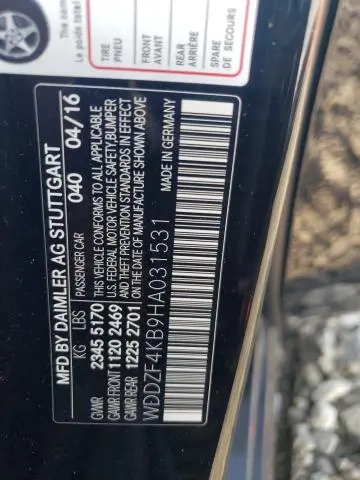 MFD BY DAIMLER AG STUTTGART
KG LBS PASSENGER CAR 040 04/16
GVWR 2345 5170 THIS VEHICLE CONFORMS TO ALL APPLICABLE
GAWR FRONT 1120 2469 U.S. FEDERAL MOTOR VEHICLE SAFETY, BUMPER
GAWR REAR 1225 2701 AND THEFT PREVENTION STANDARDS IN EFFECT
ON THE DATE OF MANUFACTURE SHOWN ABOVE
WDDZF4KB9HA031531 MADE IN GERMANY
Le poids total
TIRE
PNEU
FRONT
AVANT
REAR
ARRIÈRE
SPARE
DE SECOURS